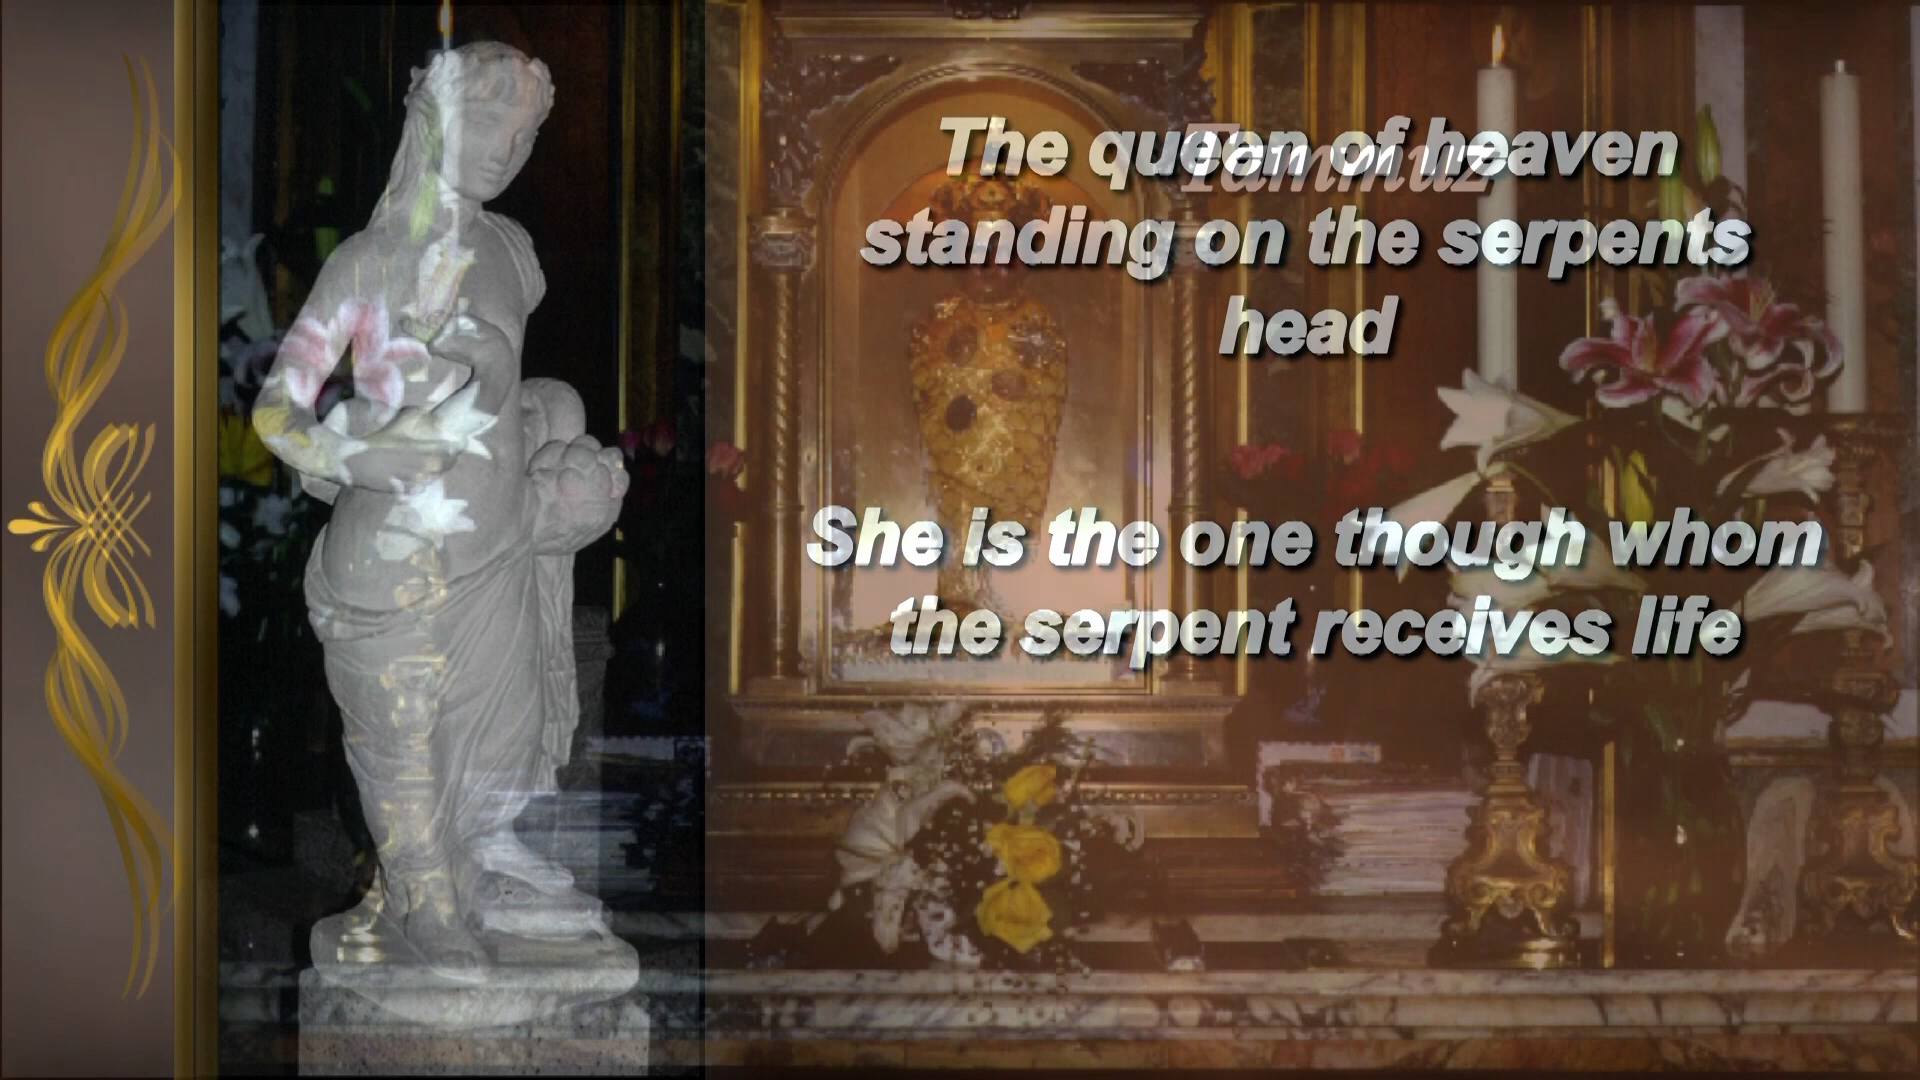 The queen of heaven
Tammuz
standing on the serpents
head
She is the one though whom
the serpent receives life